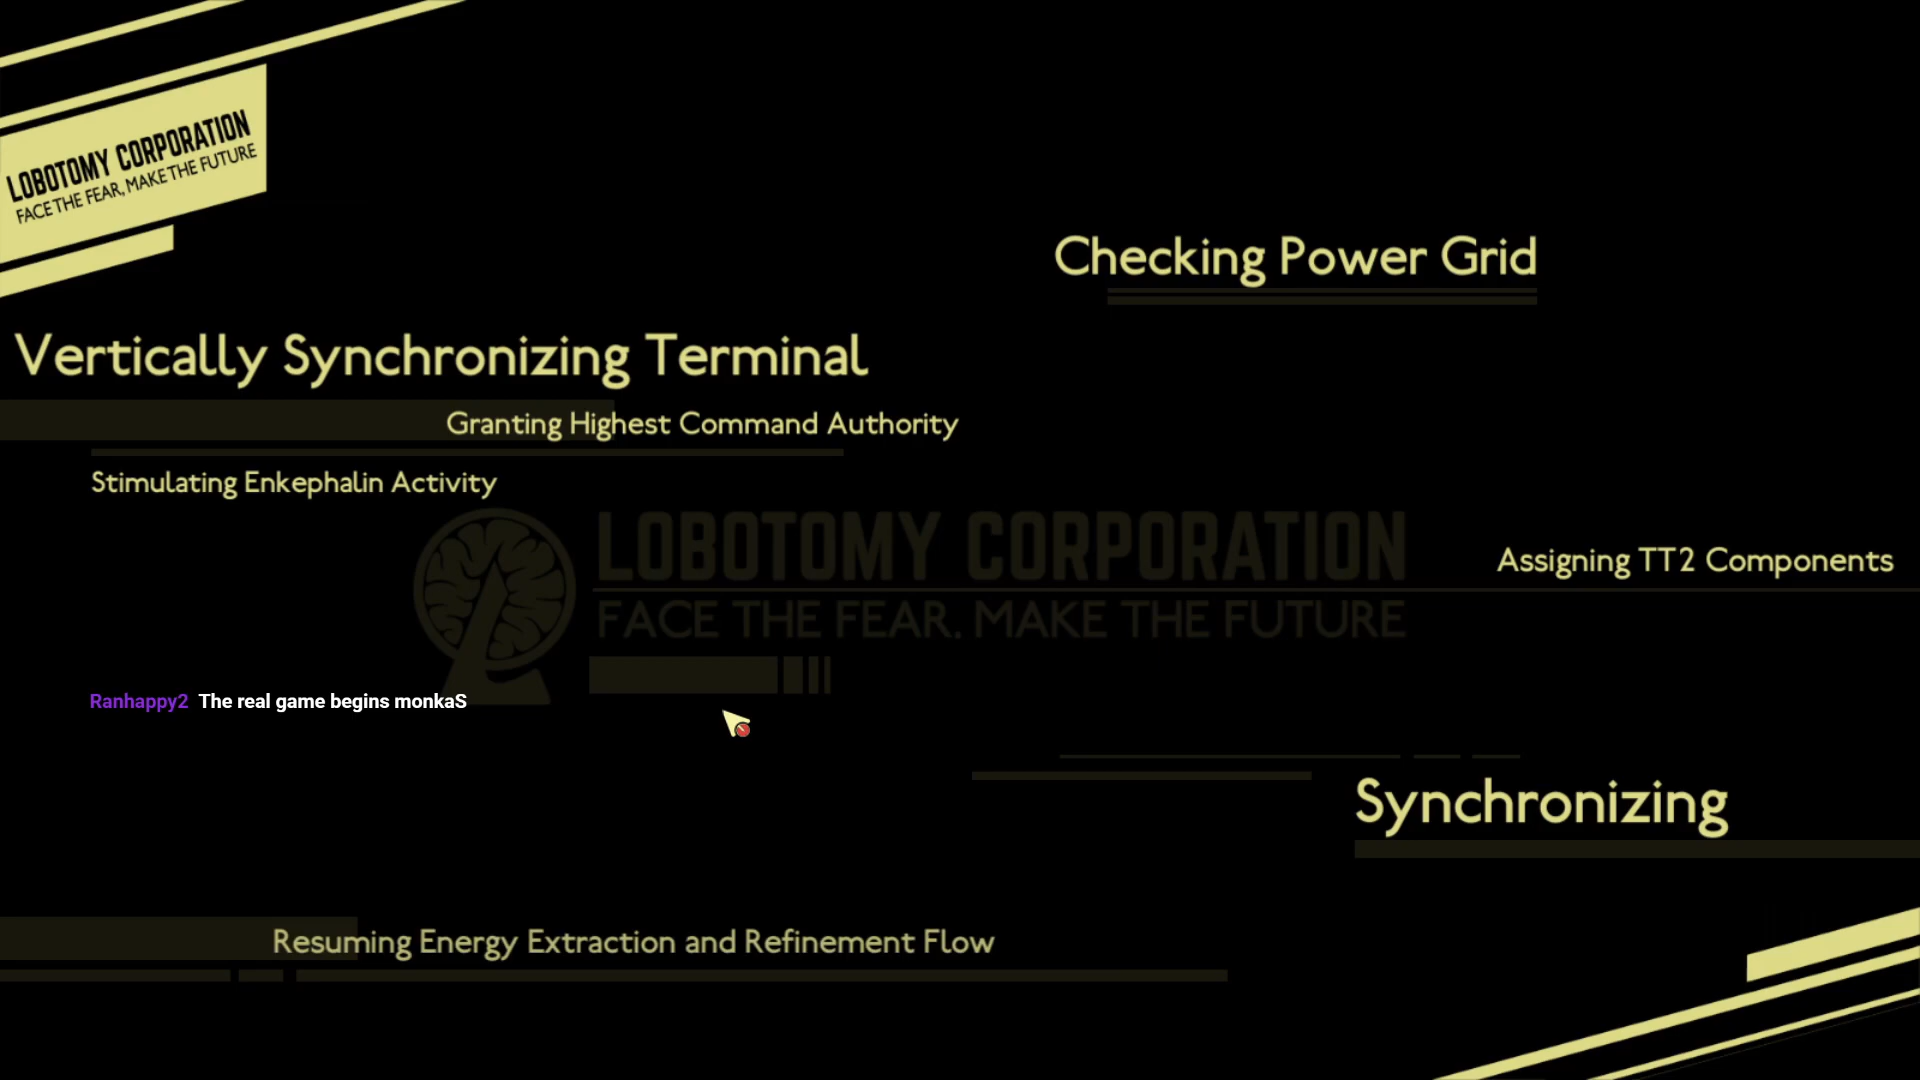 LOBOTOMY CORPORATION
FACE THE FEAR, MAKE THE FUTURE
Checking Power Grid
Vertically Synchronizing Terminal
Granting Highest Command Authority
Stimulating Enkephalin Activity
LOBOTOMY CORPORATION
Assigning TT2 Components
FACE THE FEAR. MAKE THE FUTURE
Ranhappy2 The real game begins monkaS
Synchronizing
Resuming Energy Extraction and Refinement Flow